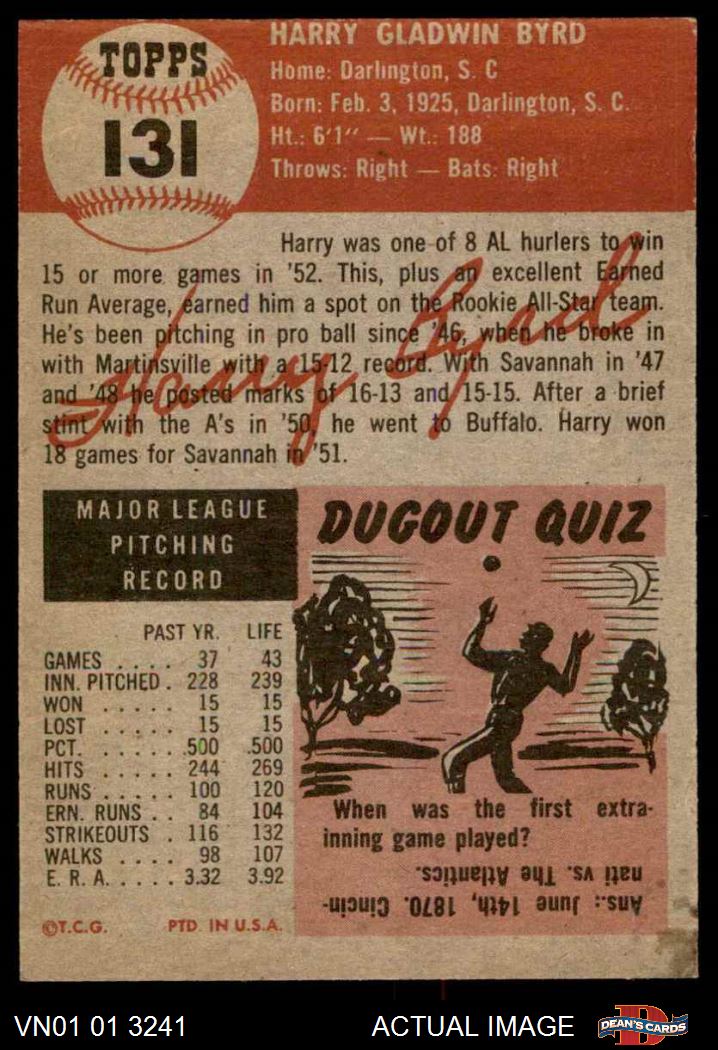 TOPPS
131
HARRY GLADWIN BYRD
Home: Darlington, S. C
Born: Feb. 3, 1925, Darlington, S. C.
Ht.: 6'1" — Wt.: 188
Throws: Right — Bats: Right
Harry was one of 8 AL hurlers to win
15 or more games in '52. This, plus an excellent Earned
Run Average, earned him a spot on the Rookie All-Star team.
He's been pitching in pro ball since '46, when he broke in
with Martinsville with a 15-12 record. With Savannah in '47
and '48 he posted marks of 16-13 and 15-15. After a brief
stint with the A's in '50, he went to Buffalo. Harry won
18 games for Savannah in '51.
Harry Byrd
MAJOR LEAGUE
PITCHING
RECORD
PAST YR. LIFE
GAMES . . . . 37 43
INN. PITCHED . 228 239
WON . . . . . 15 15
LOST . . . . . 15 15
PCT. . . . . . .500 .500
HITS . . . . . 244 269
RUNS . . . . . 100 120
ERN. RUNS . . 84 104
STRIKEOUTS . 116 132
WALKS . . . . 98 107
E. R. A. . . . . 3.32 3.92
©T.C.G. PTD. IN U.S.A.
DUGOUT QUIZ
When was the first extra-
inning game played?
Ans.: June 14th, 1870. Cincin-
nati vs. The Atlantics.
VN01 01 3241
ACTUAL IMAGE
D
DEAN'S CARDS